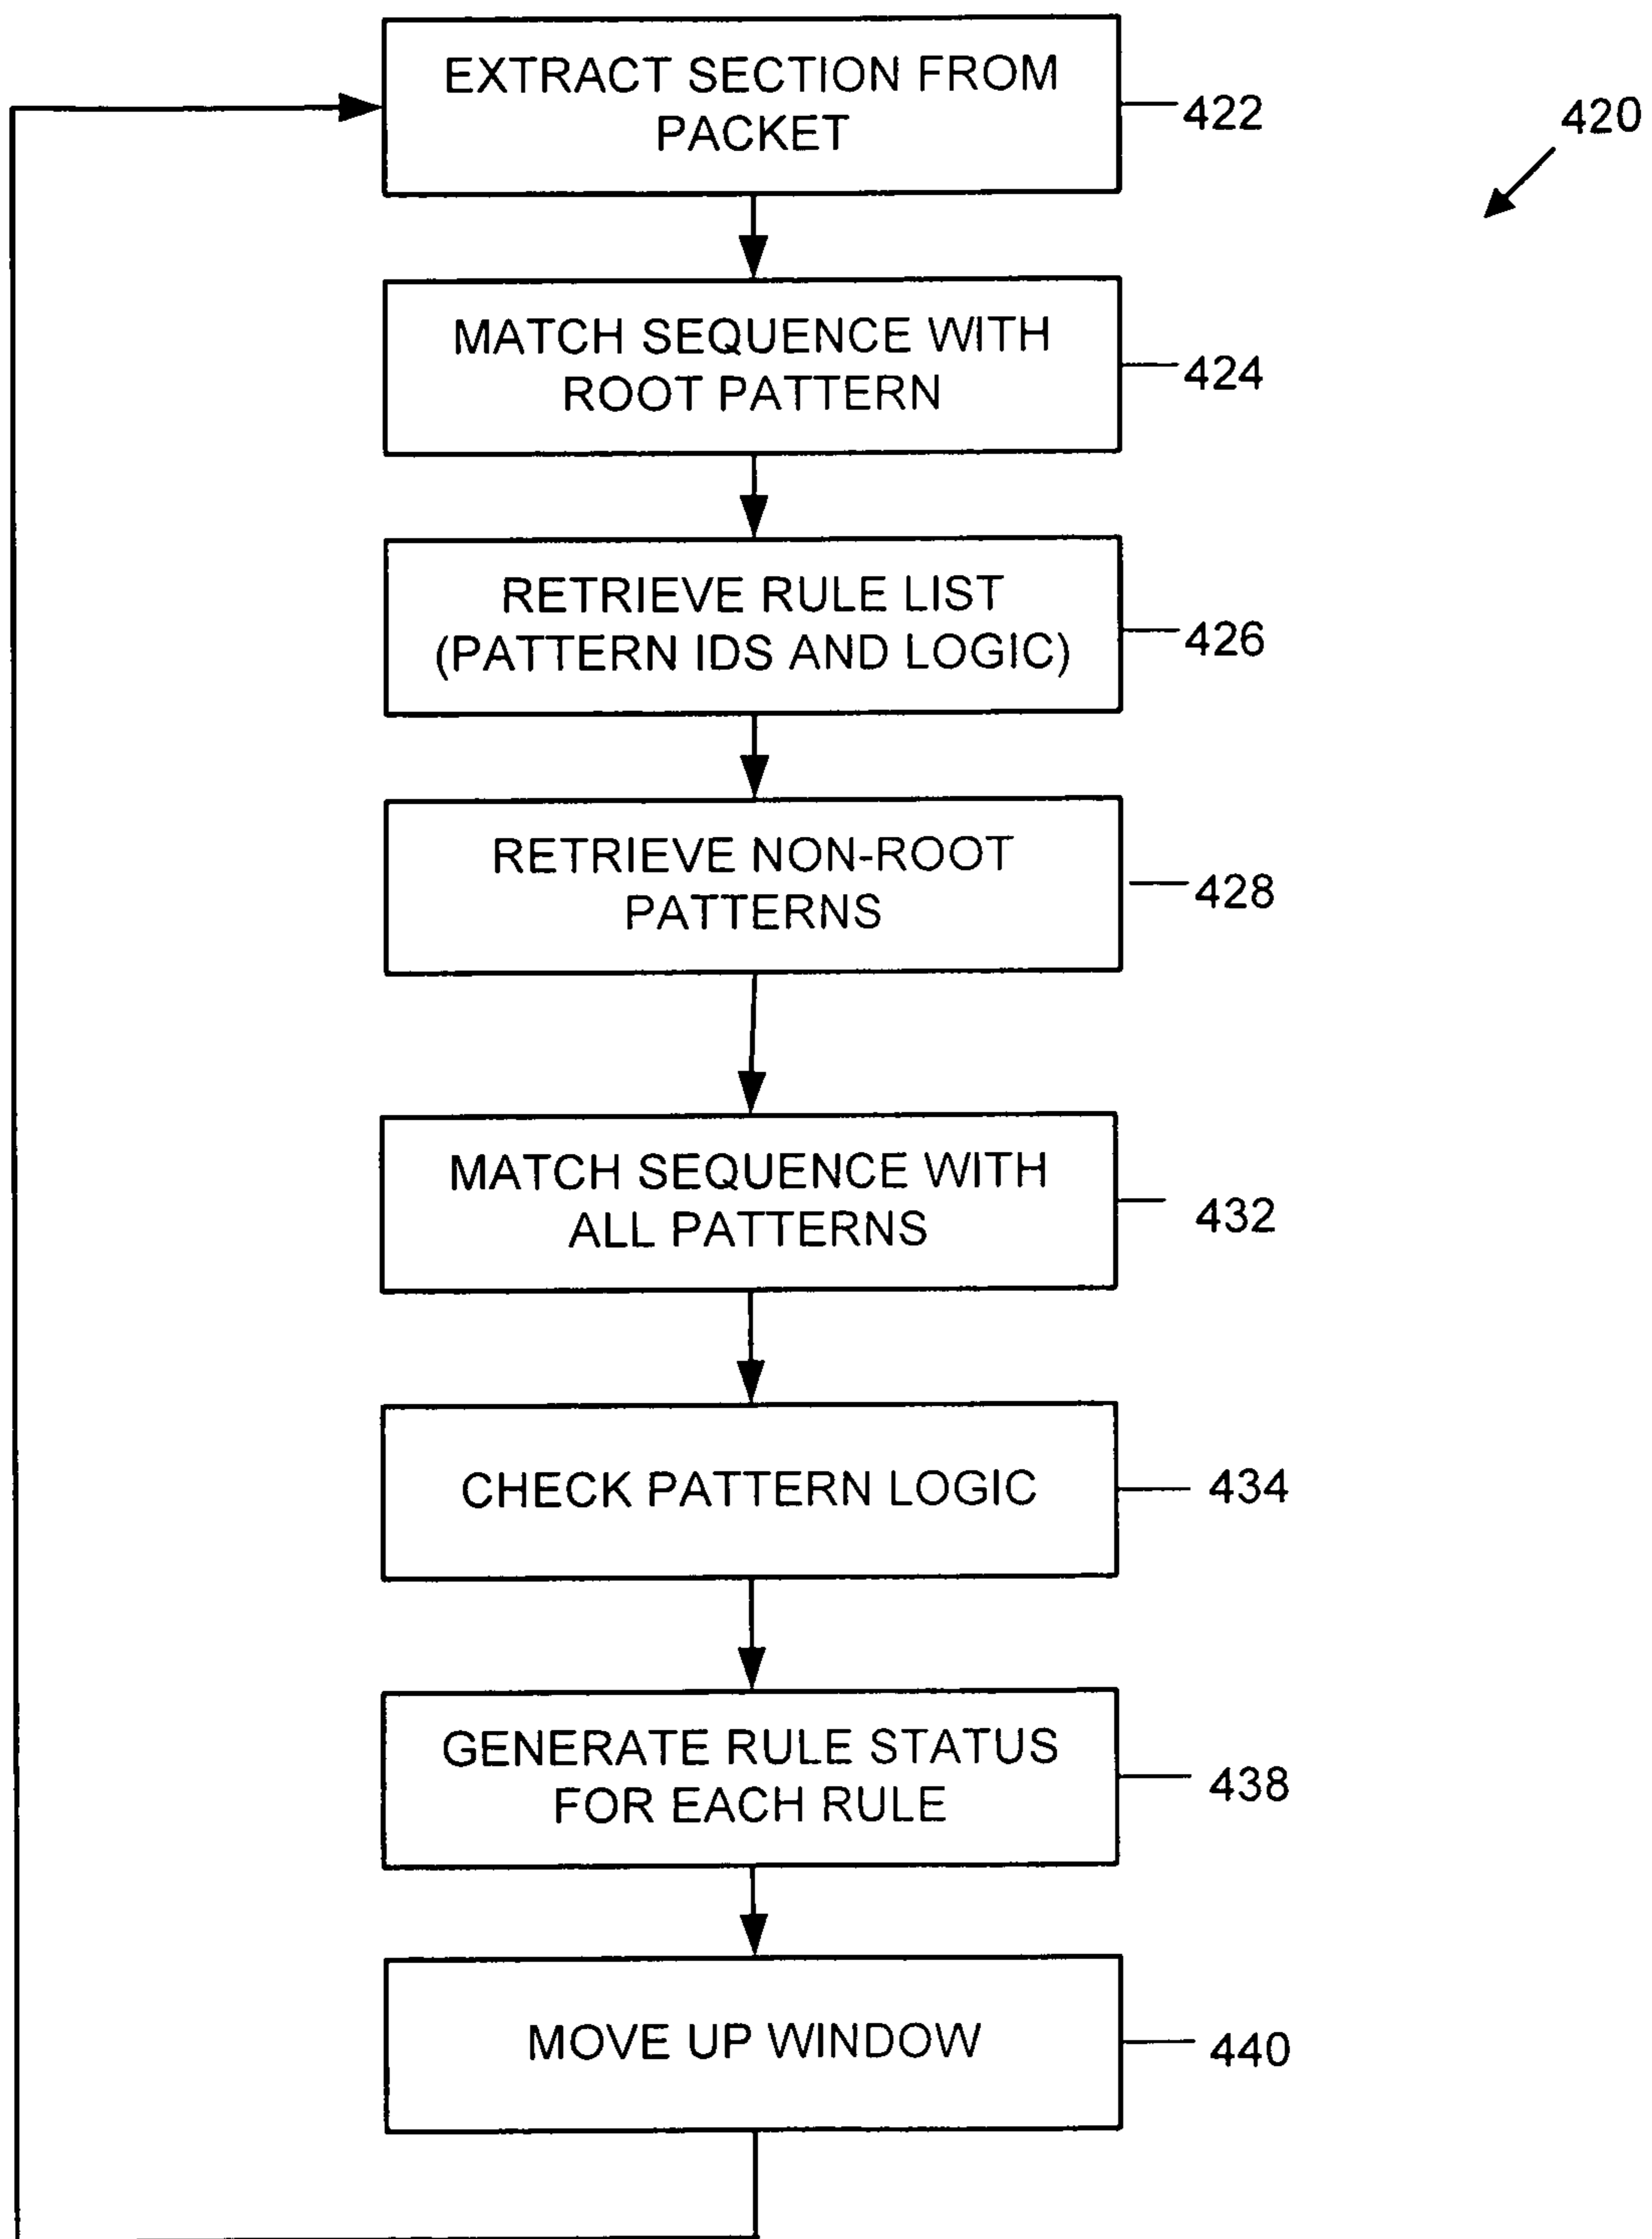 EXTRACT SECTION FROM
PACKET
422
420
MATCH SEQUENCE WITH
ROOT PATTERN
424
RETRIEVE RULE LIST
(PATTERN IDS AND LOGIC)
426
RETRIEVE NON-ROOT
PATTERNS
428
MATCH SEQUENCE WITH
ALL PATTERNS
432
CHECK PATTERN LOGIC
434
GENERATE RULE STATUS
FOR EACH RULE
438
MOVE UP WINDOW
440